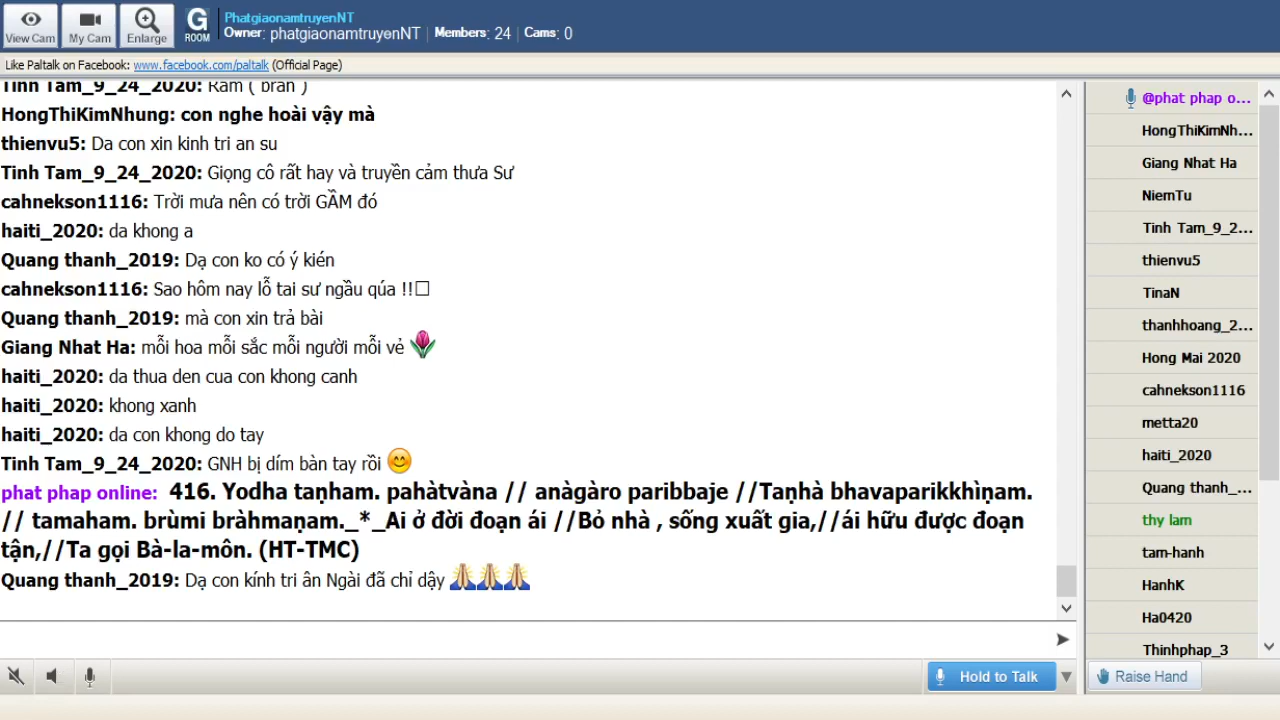 View Cam
My Cam
Enlarge
G
ROOM
PhatgiaonamtruyenNT
Owner: phatgiaonamtruyenNT | Members: 24 | Cams: 0
Like Paltalk on Facebook: www.facebook.com/paltalk (Official Page)
Tinh Tam_9_24_2020: Ram ( bran )
HongThiKimNhung: con nghe hoài vậy mà
thienvu5: Da con xin kinh tri an su
Tinh Tam_9_24_2020: Giọng cô rất hay và truyền cảm thưa Sư
cahnekson1116: Trời mưa nên có trời GẦM đó
haiti_2020: da khong a
Quang thanh_2019: Dạ con ko có ý kién
cahnekson1116: Sao hôm nay lỗ tai sư ngầu qúa !!□
Quang thanh_2019: mà con xin trả bài
Giang Nhat Ha: mỗi hoa mỗi sắc mỗi người mỗi vẻ
haiti_2020: da thua den cua con khong canh
haiti_2020: khong xanh
haiti_2020: da con khong do tay
Tinh Tam_9_24_2020: GNH bị dím bàn tay rồi
phat phap online: 416. Yodha taṇham. pahàtvàna // anàgàro paribbaje //Taṇhà bhavaparikkhìṇam.
// tamaham. brùmi bràhmaṇam._*_Ai ở đời đoạn ái //Bỏ nhà , sống xuất gia,//ái hữu được đoạn
tận,//Ta gọi Bà-la-môn. (HT-TMC)
Quang thanh_2019: Dạ con kính tri ân Ngài đã chỉ dậy
Hold to Talk
@phat phap o...
HongThiKimNh...
Giang Nhat Ha
NiemTu
Tinh Tam_9_2...
thienvu5
TinaN
thanhhoang_2...
Hong Mai 2020
cahnekson1116
metta20
haiti_2020
Quang thanh_...
thy lam
tam-hanh
HanhK
Ha0420
Thinhphap_3
Raise Hand